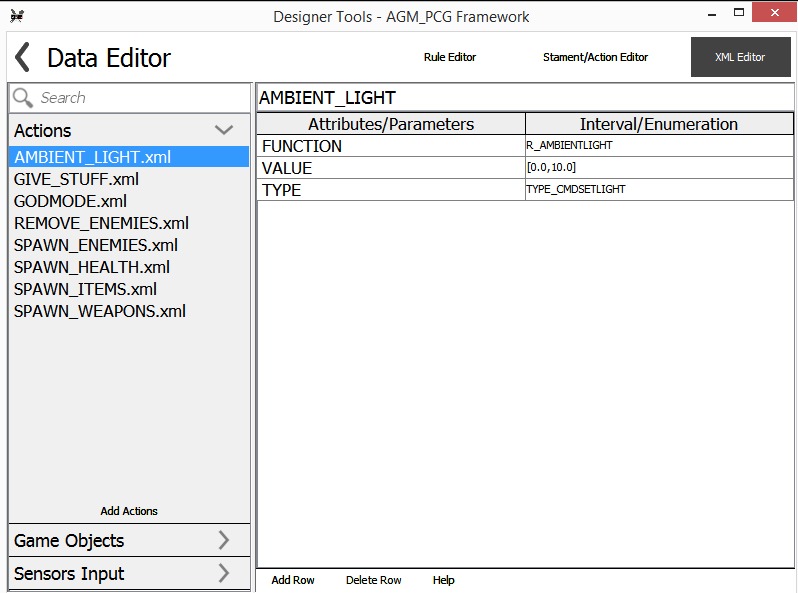 Designer Tools - AGM_PCG Framework
Data Editor
Rule Editor
Stament/Action Editor
XML Editor
Search
Actions
AMBIENT_LIGHT.xml
GIVE_STUFF.xml
GODMODE.xml
REMOVE_ENEMIES.xml
SPAWN_ENEMIES.xml
SPAWN_HEALTH.xml
SPAWN_ITEMS.xml
SPAWN_WEAPONS.xml
Add Actions
Game Objects
Sensors Input
AMBIENT_LIGHT
Attributes/Parameters Interval/Enumeration
FUNCTION R_AMBIENTLIGHT
VALUE [0.0,10.0]
TYPE TYPE_CMDSETLIGHT
Add Row Delete Row Help